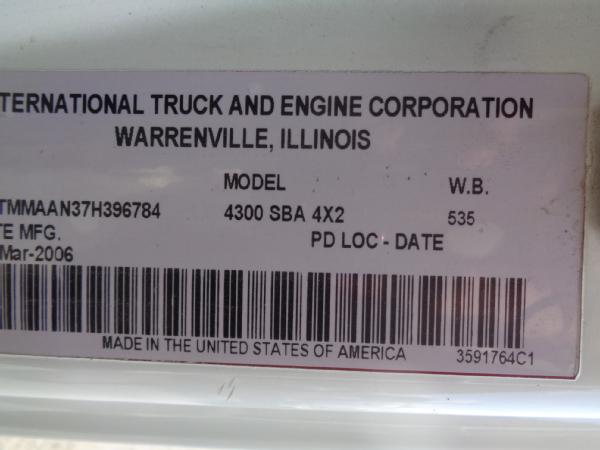 TERNATIONAL TRUCK AND ENGINE CORPORATION
WARRENVILLE, ILLINOIS
MODEL W.B.
TMMAAN37H396784 4300 SBA 4X2 535
TE MFG. PD LOC - DATE
Mar-2006
MADE IN THE UNITED STATES OF AMERICA 3591764C1